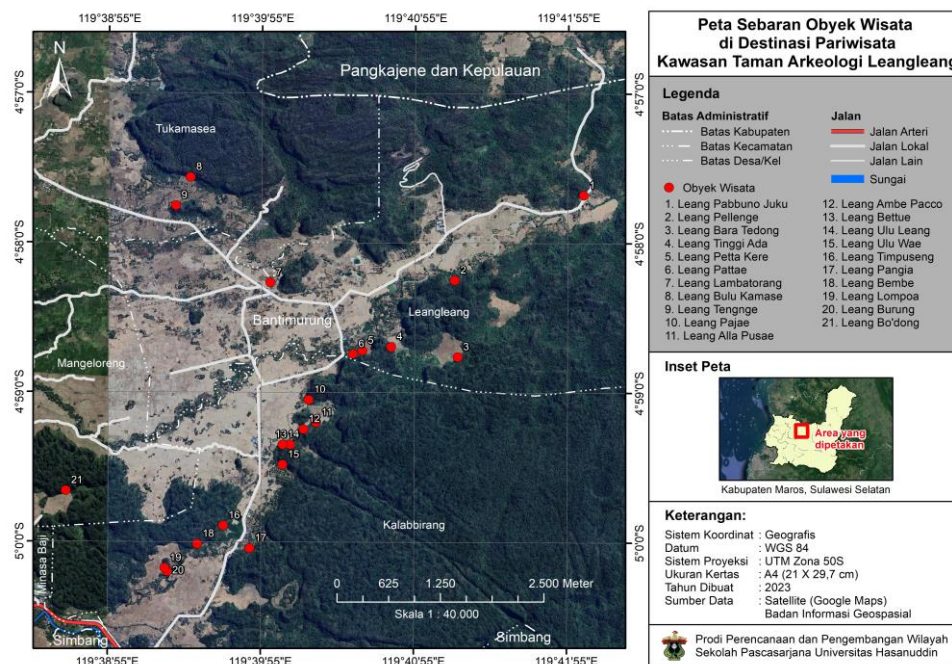 Peta Sebaran Obyek Wisata
di Destinasi Pariwisata
Kawasan Taman Arkeologi Leangleang
119°38'55"E
119°39'55"E
119°40'55"E
119°41'55"E
4°57'0"S
4°58'0"S
4°59'0"S
5°0'0"S
N
Pangkajene dan Kepulauan
Tukamasea
8
9
1
7
2
Leangleang
Bantimurung
6
5
4
3
Mangeloreng
10
11
12
13
14
15
21
16
Kalabbirang
18
17
19
20
Minasa Baji
0 625 1.250 2.500 Meter
Skala 1 : 40.000
Simbang
Simbang
4°57'0"S
4°58'0"S
4°59'0"S
5°0'0"S
119°38'55"E
119°39'55"E
119°40'55"E
119°41'55"E
Legenda
Batas Administratif
Batas Kabupaten
Batas Kecamatan
Batas Desa/Kel
Jalan
Jalan Arteri
Jalan Lokal
Jalan Lain
Sungai
Obyek Wisata
1. Leang Pabbuno Juku
2. Leang Pellenge
3. Leang Bara Tedong
4. Leang Tinggi Ada
5. Leang Petta Kere
6. Leang Pattae
7. Leang Lambatorang
8. Leang Bulu Kamase
9. Leang Tengnge
10. Leang Pajae
11. Leang Alla Pusae
12. Leang Ambe Pacco
13. Leang Bettue
14. Leang Ulu Leang
15. Leang Ulu Wae
16. Leang Timpuseng
17. Leang Pangia
18. Leang Bembe
19. Leang Lompoa
20. Leang Burung
21. Leang Bo'dong
Inset Peta
Area yang
dipetakan
Kabupaten Maros, Sulawesi Selatan
Keterangan:
Sistem Koordinat : Geografis
Datum : WGS 84
Sistem Proyeksi : UTM Zona 50S
Ukuran Kertas : A4 (21 X 29,7 cm)
Tahun Dibuat : 2023
Sumber Data : Satellite (Google Maps)
Badan Informasi Geospasial
Prodi Perencanaan dan Pengembangan Wilayah
Sekolah Pascasarjana Universitas Hasanuddin